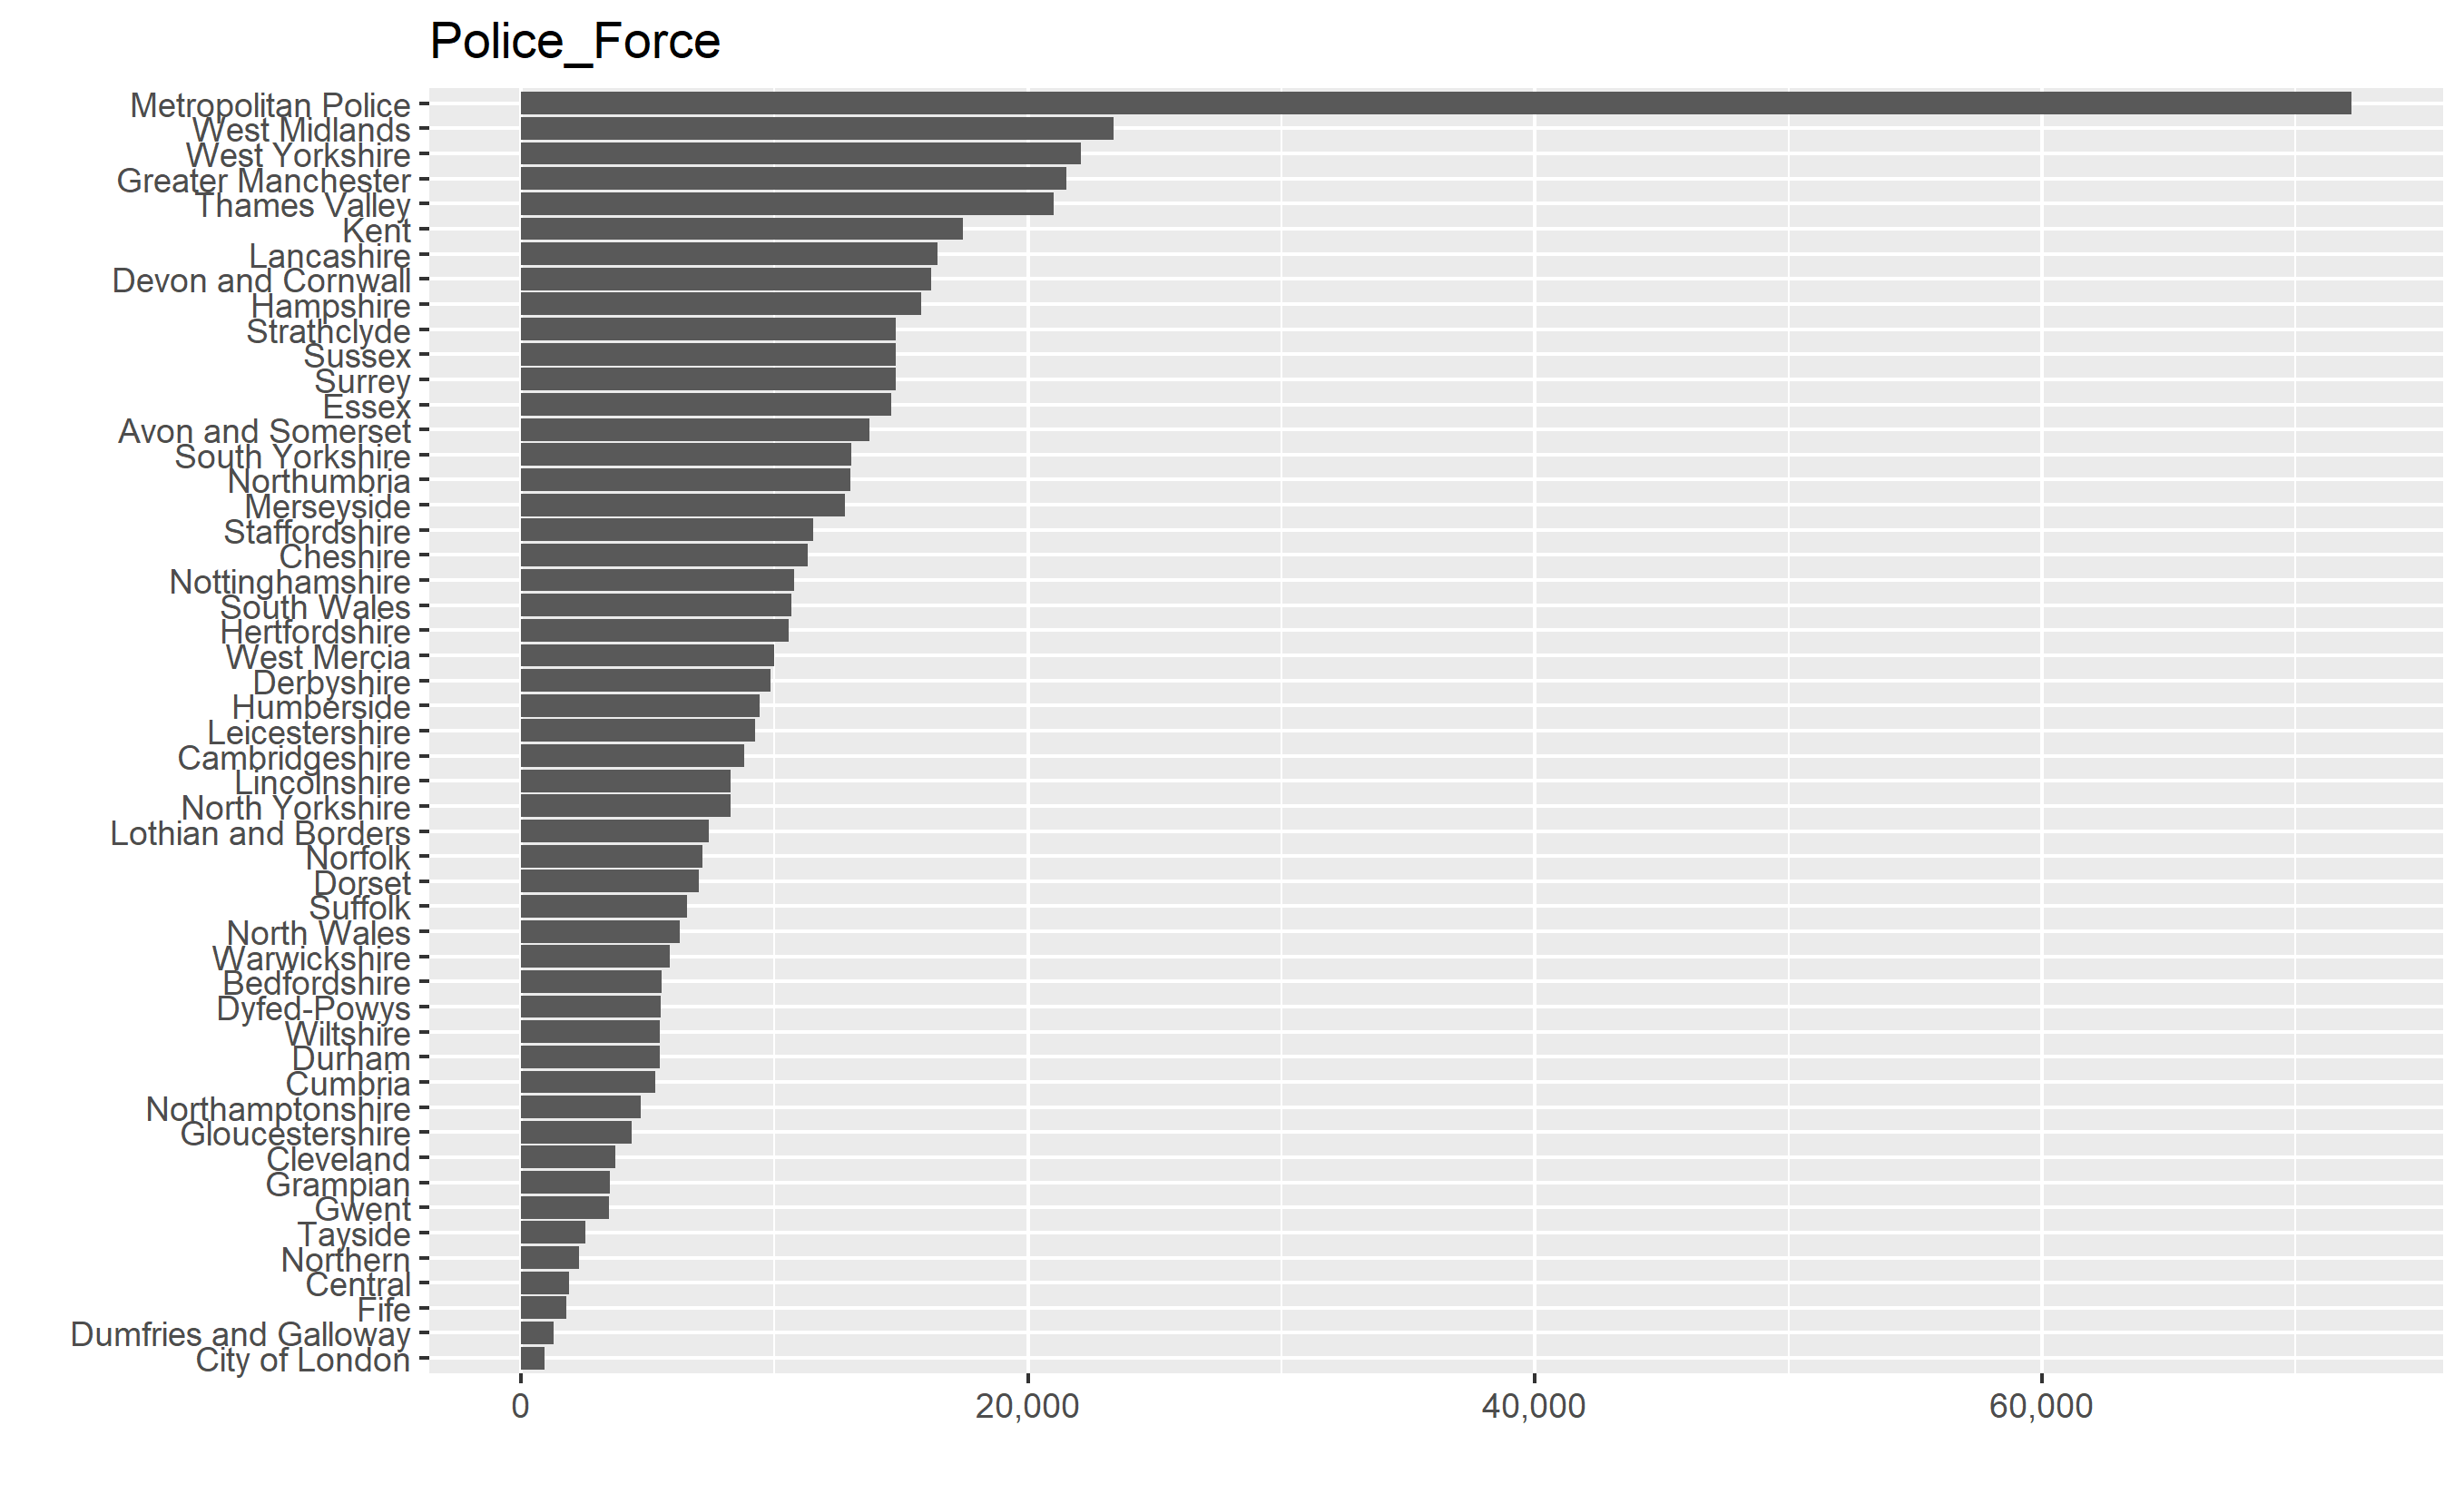 Police_Force
Metropolitan Police
West Midlands
West Yorkshire
Greater Manchester
Thames Valley
Kent
Lancashire
Devon and Cornwall
Hampshire
Strathclyde
Sussex
Surrey
Essex
Avon and Somerset
South Yorkshire
Northumbria
Merseyside
Staffordshire
Cheshire
Nottinghamshire
South Wales
Hertfordshire
West Mercia
Derbyshire
Humberside
Leicestershire
Cambridgeshire
Lincolnshire
North Yorkshire
Lothian and Borders
Norfolk
Dorset
Suffolk
North Wales
Warwickshire
Bedfordshire
Dyfed-Powys
Wiltshire
Durham
Cumbria
Northamptonshire
Gloucestershire
Cleveland
Grampian
Gwent
Tayside
Northern
Central
Fife
Dumfries and Galloway
City of London
0 20,000 40,000 60,000